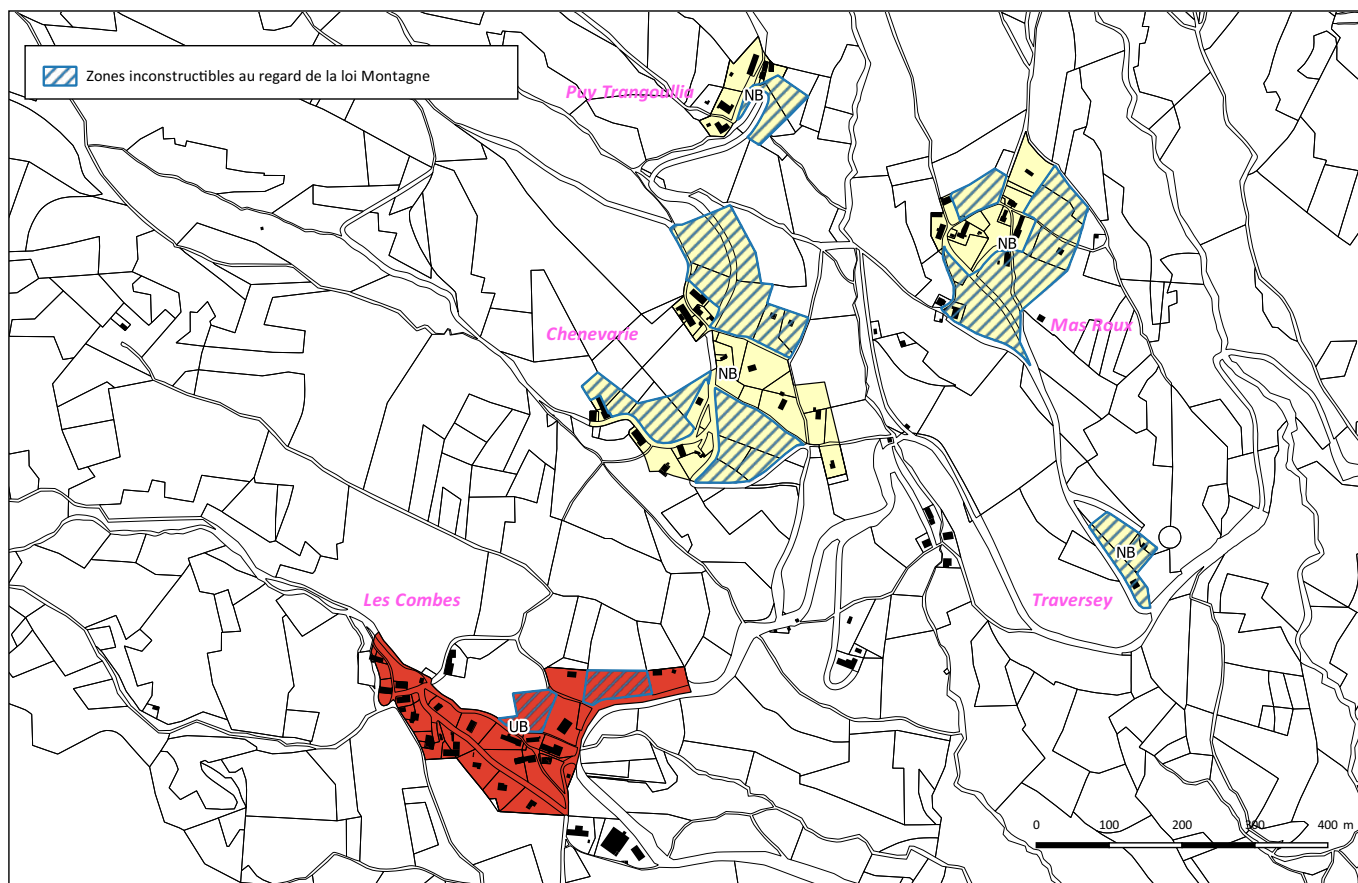 Zones inconstructibles au regard de la loi Montagne
Puy Trangoullia
NB
NB
Mas Roux
Chenevarie
NB
NB
Traversey
Les Combes
UB
0 100 200 300 400 m